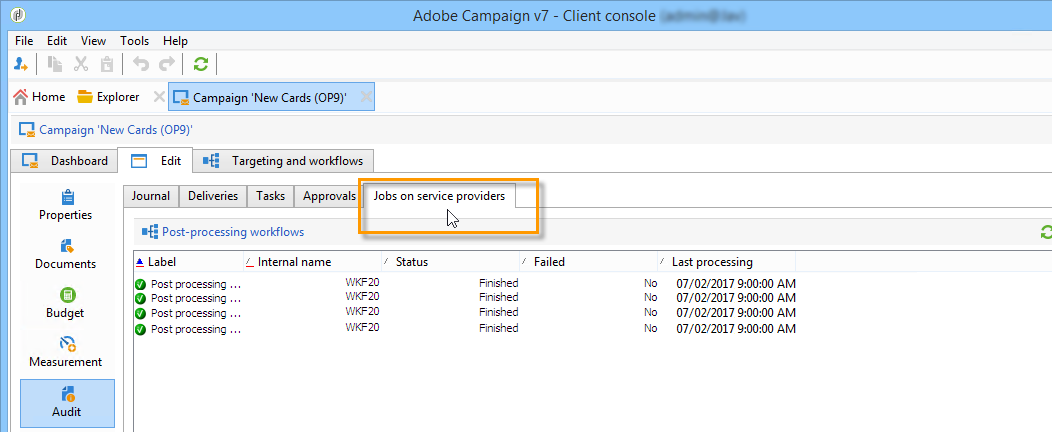 Adobe Campaign v7 - Client console
File Edit View Tools Help
Home Explorer Campaign 'New Cards (OP9)'
Campaign 'New Cards (OP9)'
Dashboard Edit Targeting and workflows
Journal Deliveries Tasks Approvals Jobs on service providers
Properties
Documents
Budget
Measurement
Audit
Post-processing workflows
Label Internal name Status Failed Last processing
Post processing ... WKF20 Finished No 07/02/2017 9:00:00 AM
Post processing ... WKF20 Finished No 07/02/2017 9:00:00 AM
Post processing ... WKF20 Finished No 07/02/2017 9:00:00 AM
Post processing ... WKF20 Finished No 07/02/2017 9:00:00 AM